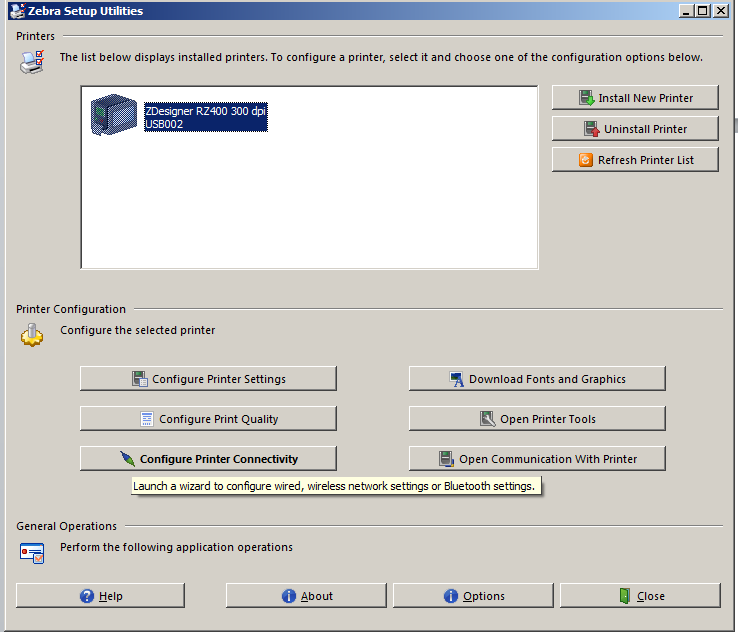 Zebra Setup Utilities
Printers
The list below displays installed printers. To configure a printer, select it and choose one of the configuration options below.
ZDesigner RZ400 300 dpi
USB002
Install New Printer
Uninstall Printer
Refresh Printer List
Printer Configuration
Configure the selected printer
Configure Printer Settings
Download Fonts and Graphics
Configure Print Quality
Open Printer Tools
Configure Printer Connectivity
Open Communication With Printer
Launch a wizard to configure wired, wireless network settings or Bluetooth settings.
General Operations
Perform the following application operations
Help
About
Options
Close